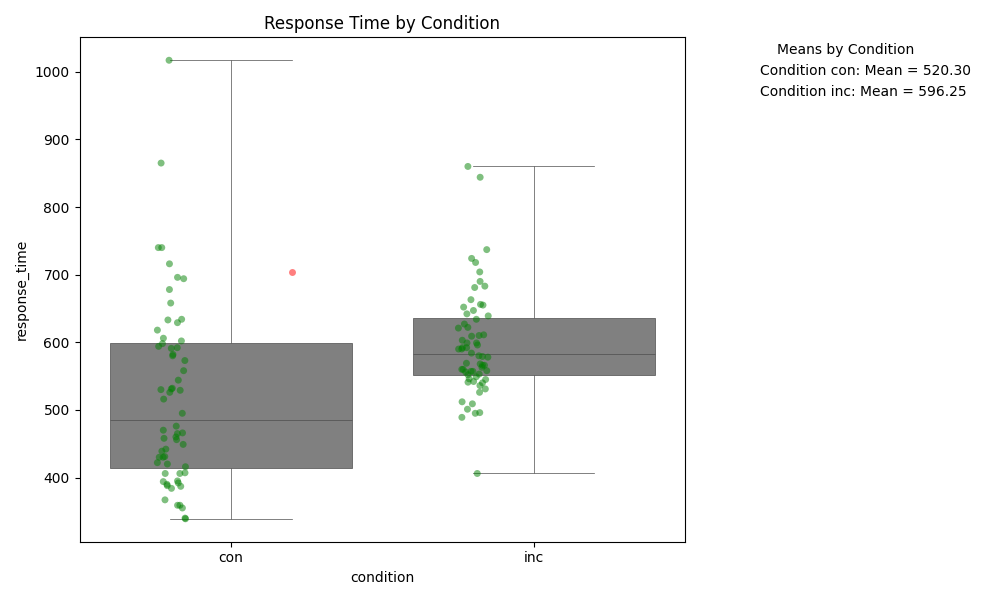 Response Time by Condition
Means by Condition
Condition con: Mean = 520.30
Condition inc: Mean = 596.25
response_time
1000
900
800
700
600
500
400
con inc
condition